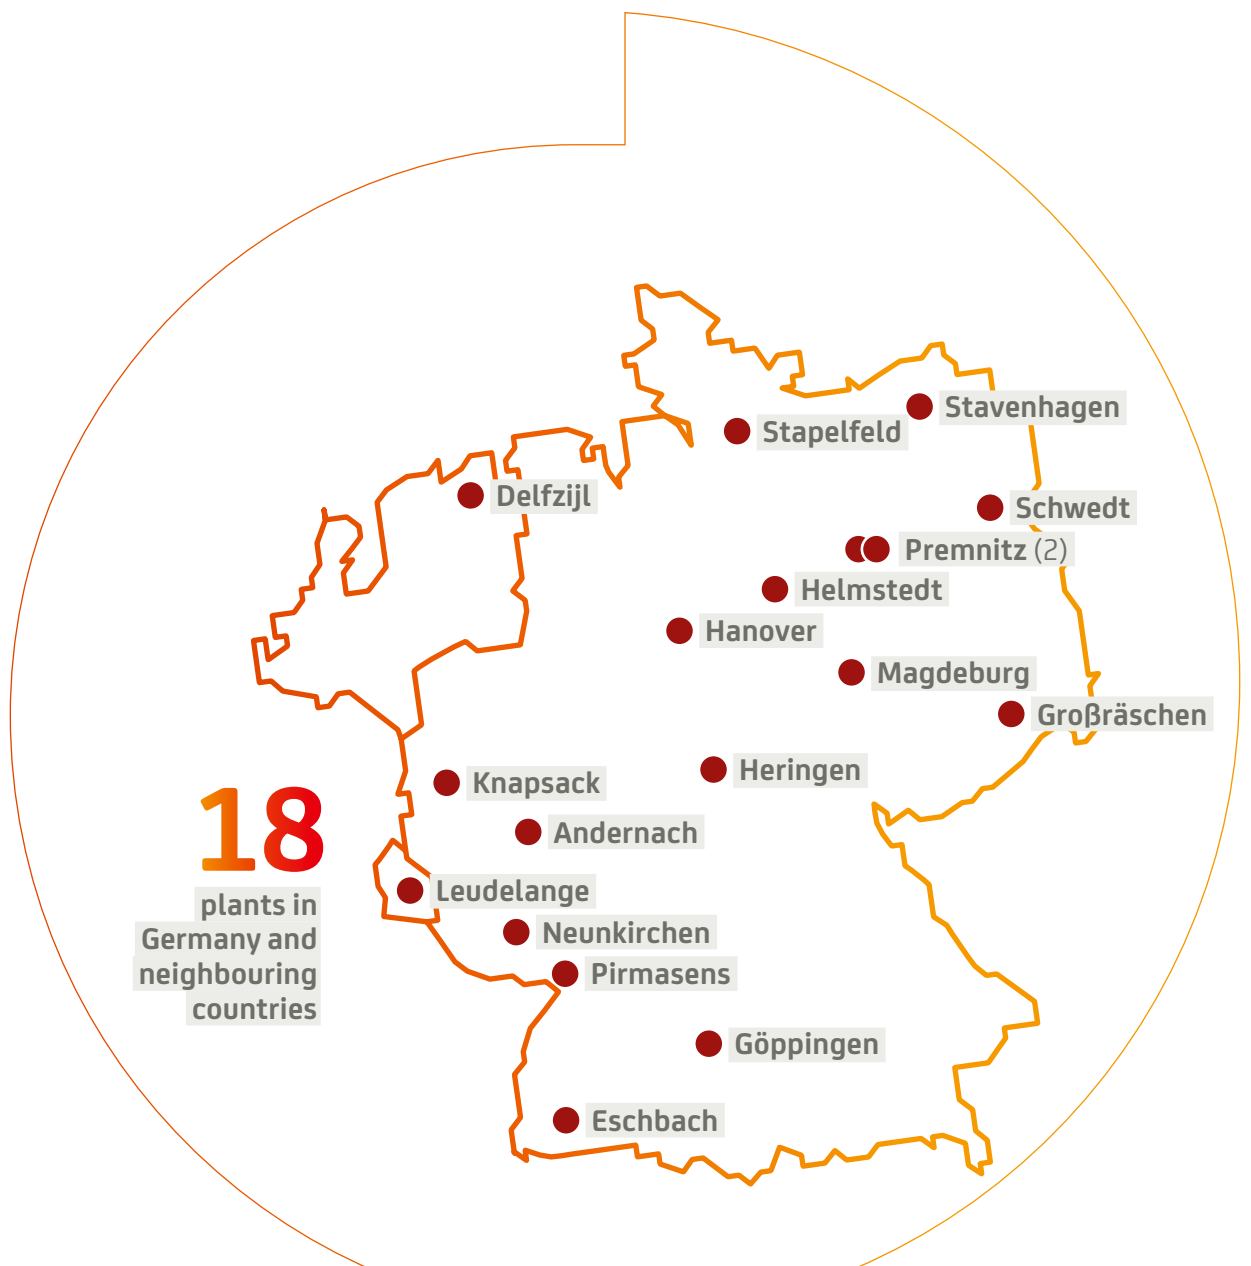 Stavenhagen
Stapelfeld
Delfzijl
Schwedt
Premnitz (2)
Helmstedt
Hanover
Magdeburg
Großräschen
Heringen
Knapsack
Andernach
Leudelange
Neunkirchen
Pirmasens
Göppingen
Eschbach
18
plants in
Germany and
neighbouring
countries